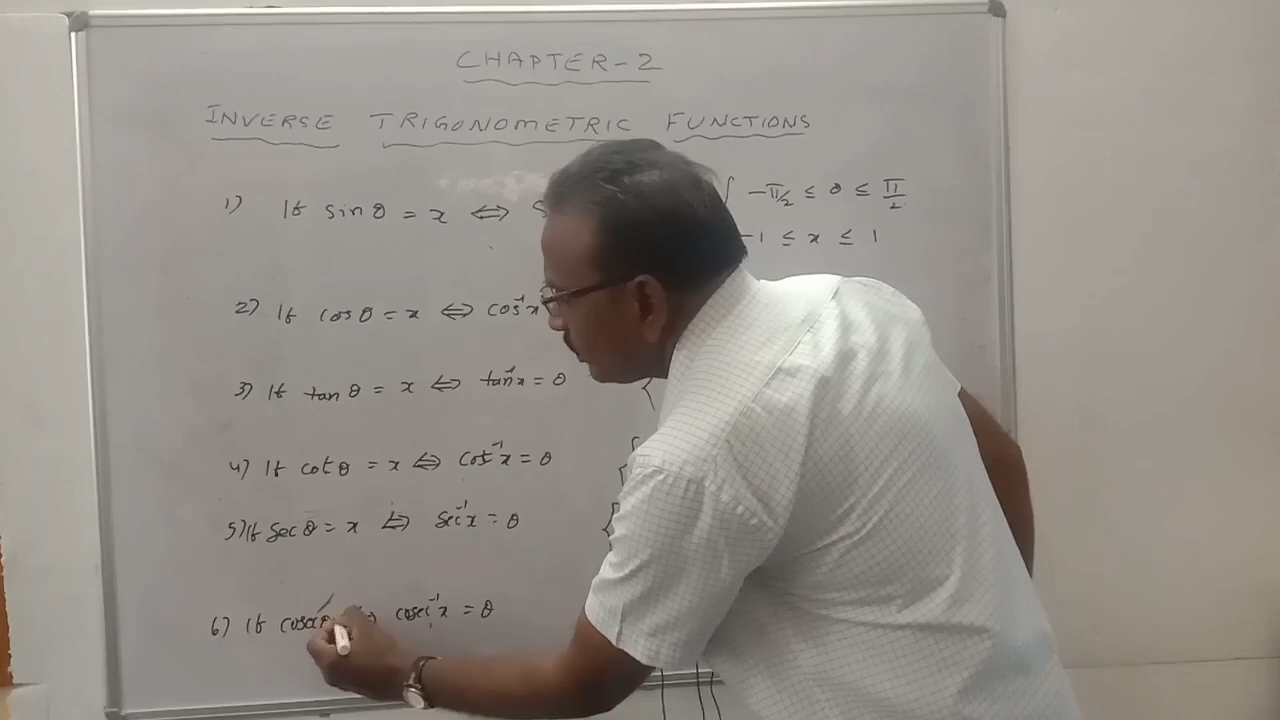 CHAPTER-2
INVERSE TRIGONOMETRIC FUNCTIONS
1) If sin θ = x ⇔ { -π/2 ≤ θ ≤ π/2
-1 ≤ x ≤ 1
2) If cos θ = x ⇔ cos⁻¹x
3) If tan θ = x ⇔ tan⁻¹x = θ {
4) If cot θ = x ⇔ cot⁻¹x = θ {
5) If sec θ = x ⇔ sec⁻¹x = θ {
6) If cosec θ cosec⁻¹x = θ